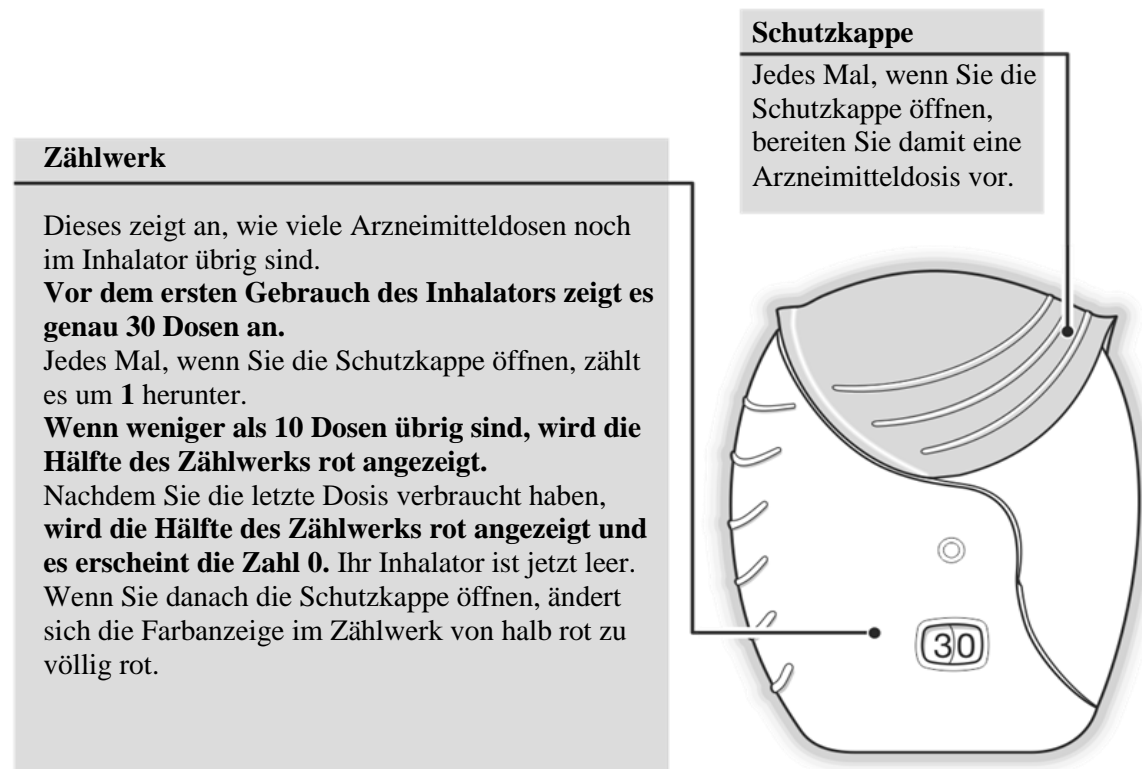 Schutzkappe
Jedes Mal, wenn Sie die
Schutzkappe öffnen,
bereiten Sie damit eine
Arzneimitteldosis vor.
Zählwerk
Dieses zeigt an, wie viele Arzneimitteldosen noch
im Inhalator übrig sind.
Vor dem ersten Gebrauch des Inhalators zeigt es
genau 30 Dosen an.
Jedes Mal, wenn Sie die Schutzkappe öffnen, zählt
es um 1 herunter.
Wenn weniger als 10 Dosen übrig sind, wird die
Hälfte des Zählwerks rot angezeigt.
Nachdem Sie die letzte Dosis verbraucht haben,
wird die Hälfte des Zählwerks rot angezeigt und
es erscheint die Zahl 0. Ihr Inhalator ist jetzt leer.
Wenn Sie danach die Schutzkappe öffnen, ändert
sich die Farbanzeige im Zählwerk von halb rot zu
völlig rot.
30